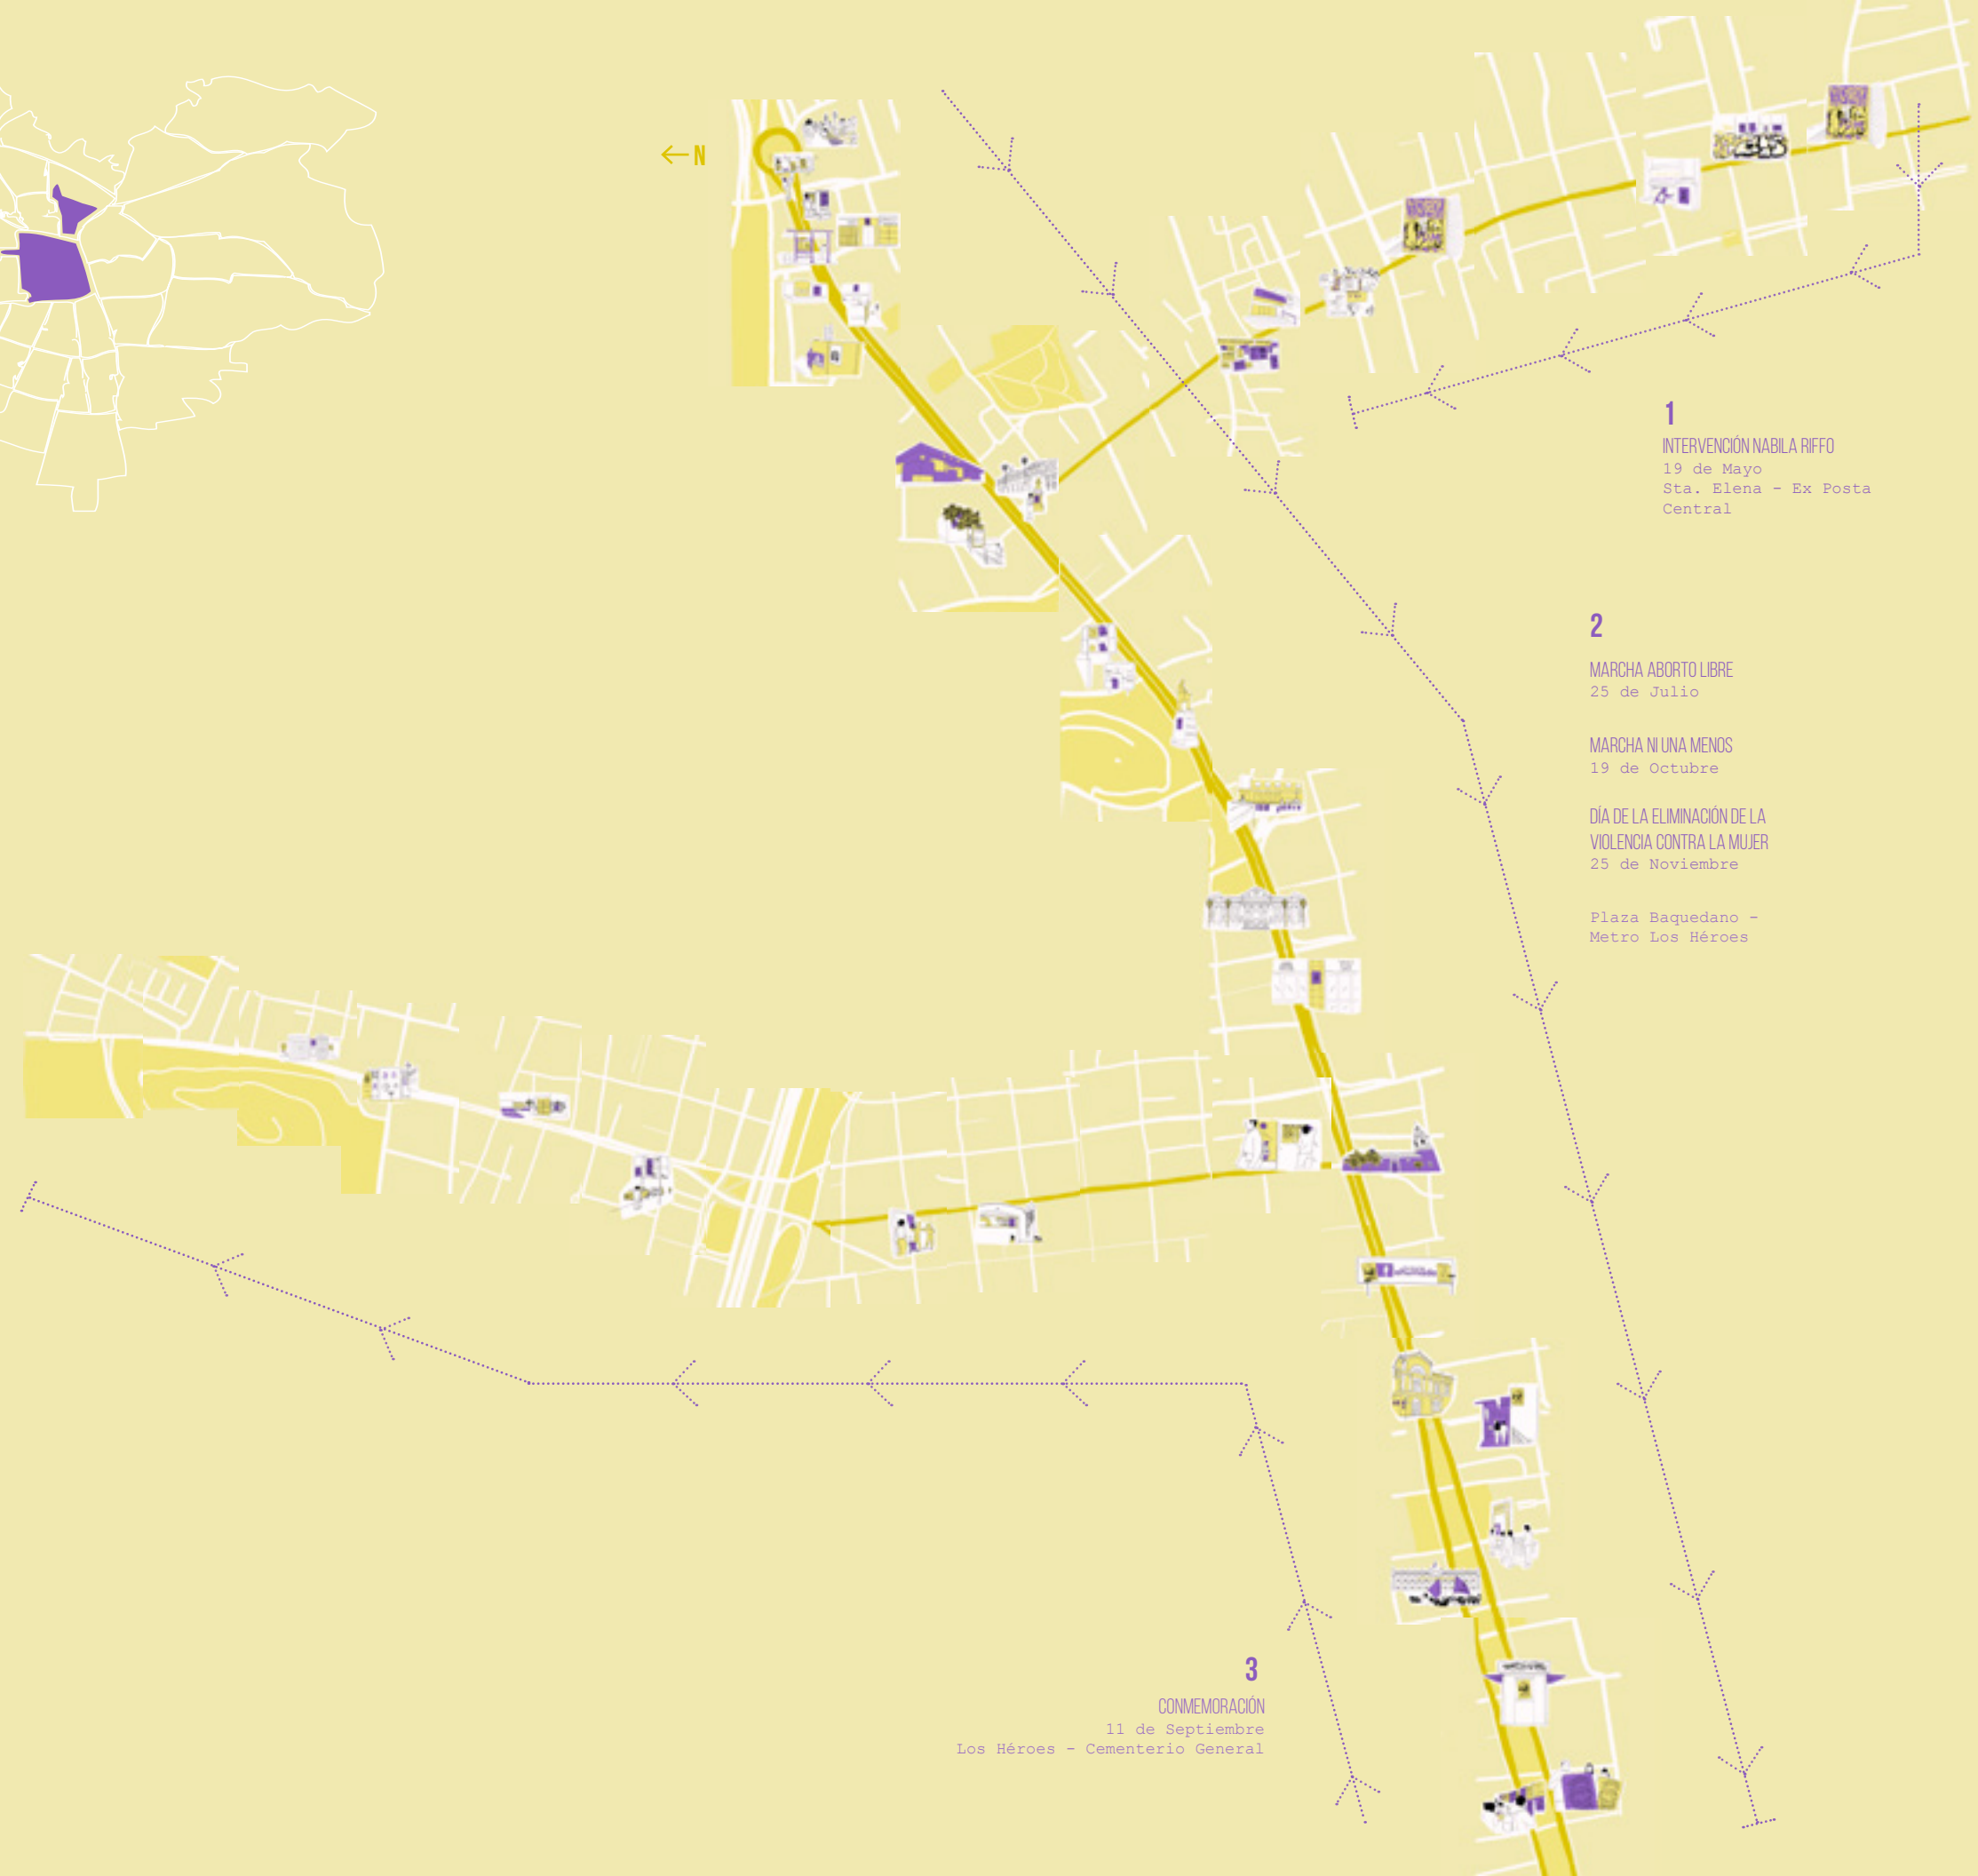 N
1
INTERVENCIÓN NABILA RIFFO
19 de Mayo
Sta. Elena - Ex Posta
Central
2
MARCHA ABORTO LIBRE
25 de Julio
MARCHA NI UNA MENOS
19 de Octubre
DÍA DE LA ELIMINACIÓN DE LA
VIOLENCIA CONTRA LA MUJER
25 de Noviembre
Plaza Baquedano -
Metro Los Héroes
3
CONMEMORACIÓN
11 de Septiembre
Los Héroes - Cementerio General